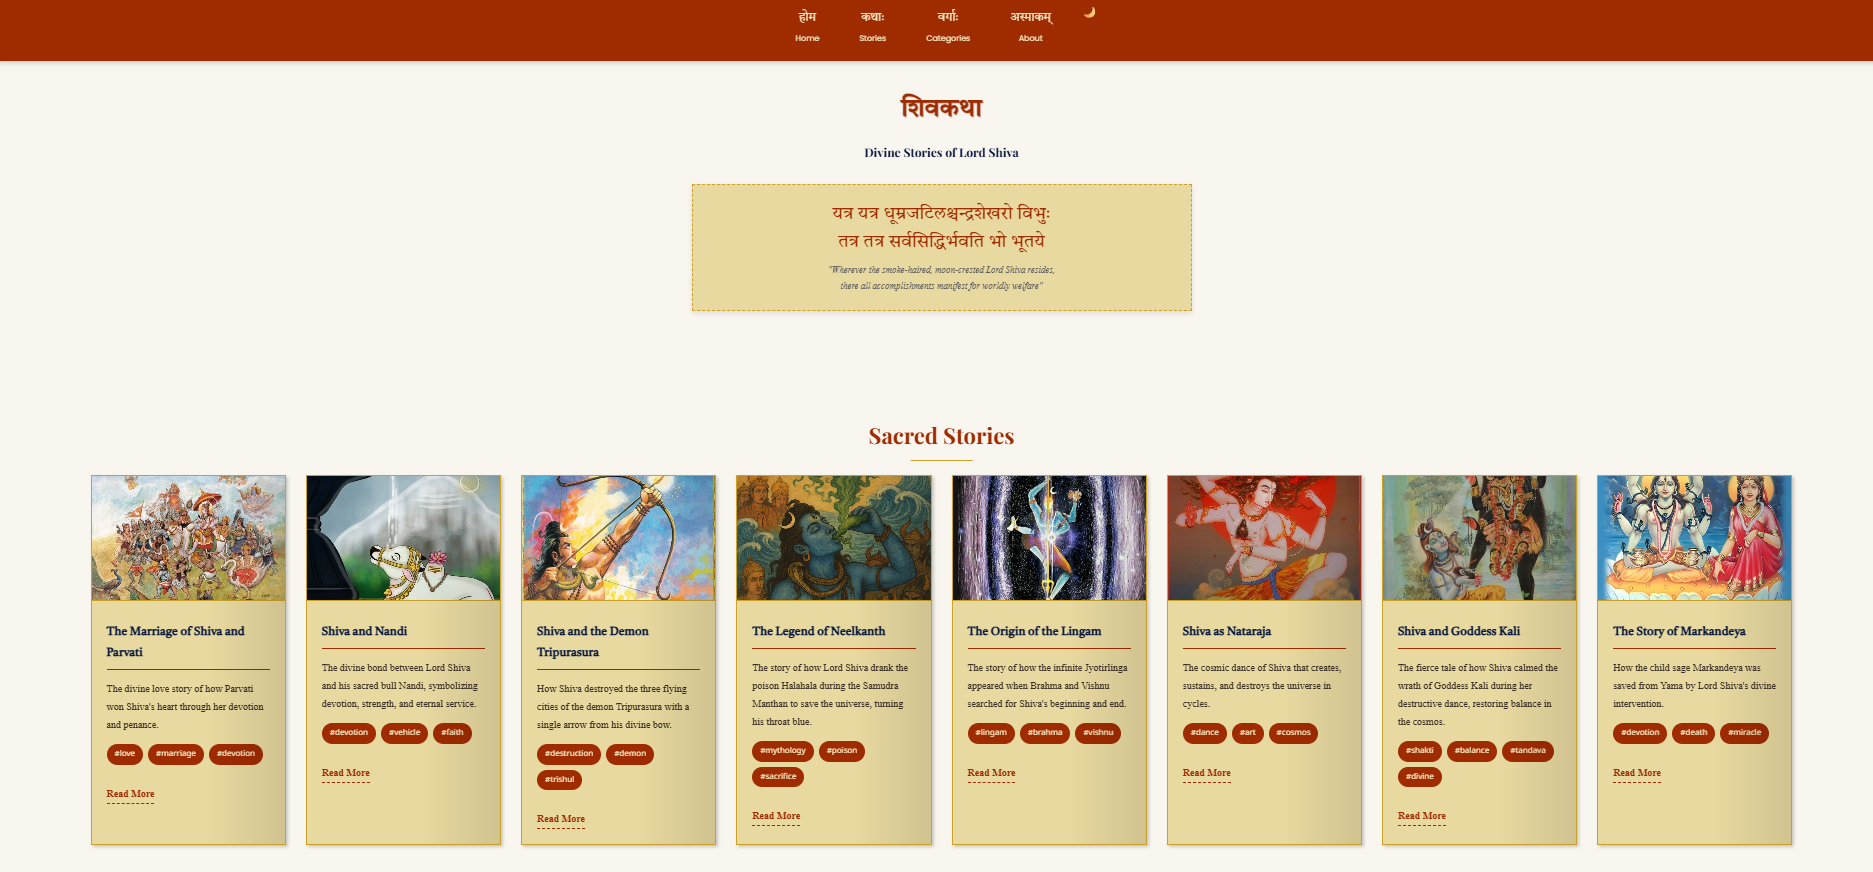 होम
कथाः
वर्गाः
अस्माकम्
Home
Stories
Categories
About
शिवकथा
Divine Stories of Lord Shiva
यत्र यत्र धूम्रजटिलश्चन्द्रशेखरो विभुः
तत्र तत्र सर्वसिद्धिर्भवति भो भूतये
"Wherever the smoke-haired, moon-crested Lord Shiva resides,
there all accomplishments manifest for worldly welfare"
Sacred Stories
The Marriage of Shiva and
Parvati
The divine love story of how Parvati
won Shiva's heart through her devotion
and penance.
#love #marriage #devotion
Read More
Shiva and Nandi
The divine bond between Lord Shiva
and his sacred bull Nandi, symbolizing
devotion, strength, and eternal service.
#devotion #vehicle #faith
Read More
Shiva and the Demon
Tripurasura
How Shiva destroyed the three flying
cities of the demon Tripurasura with a
single arrow from his divine bow.
#destruction #demon
#trishul
Read More
The Legend of Neelkanth
The story of how Lord Shiva drank the
poison Halahala during the Samudra
Manthan to save the universe, turning
his throat blue.
#mythology #poison
#sacrifice
Read More
The Origin of the Lingam
The story of how the infinite Jyotirlinga
appeared when Brahma and Vishnu
searched for Shiva's beginning and end.
#lingam #brahma #vishnu
Read More
Shiva as Nataraja
The cosmic dance of Shiva that creates,
sustains, and destroys the universe in
cycles.
#dance #art #cosmos
Read More
Shiva and Goddess Kali
The fierce tale of how Shiva calmed the
wrath of Goddess Kali during her
destructive dance, restoring balance in
the cosmos.
#shakti #balance #tandava
#divine
Read More
The Story of Markandeya
How the child sage Markandeya was
saved from Yama by Lord Shiva's divine
intervention.
#devotion #death #miracle
Read More